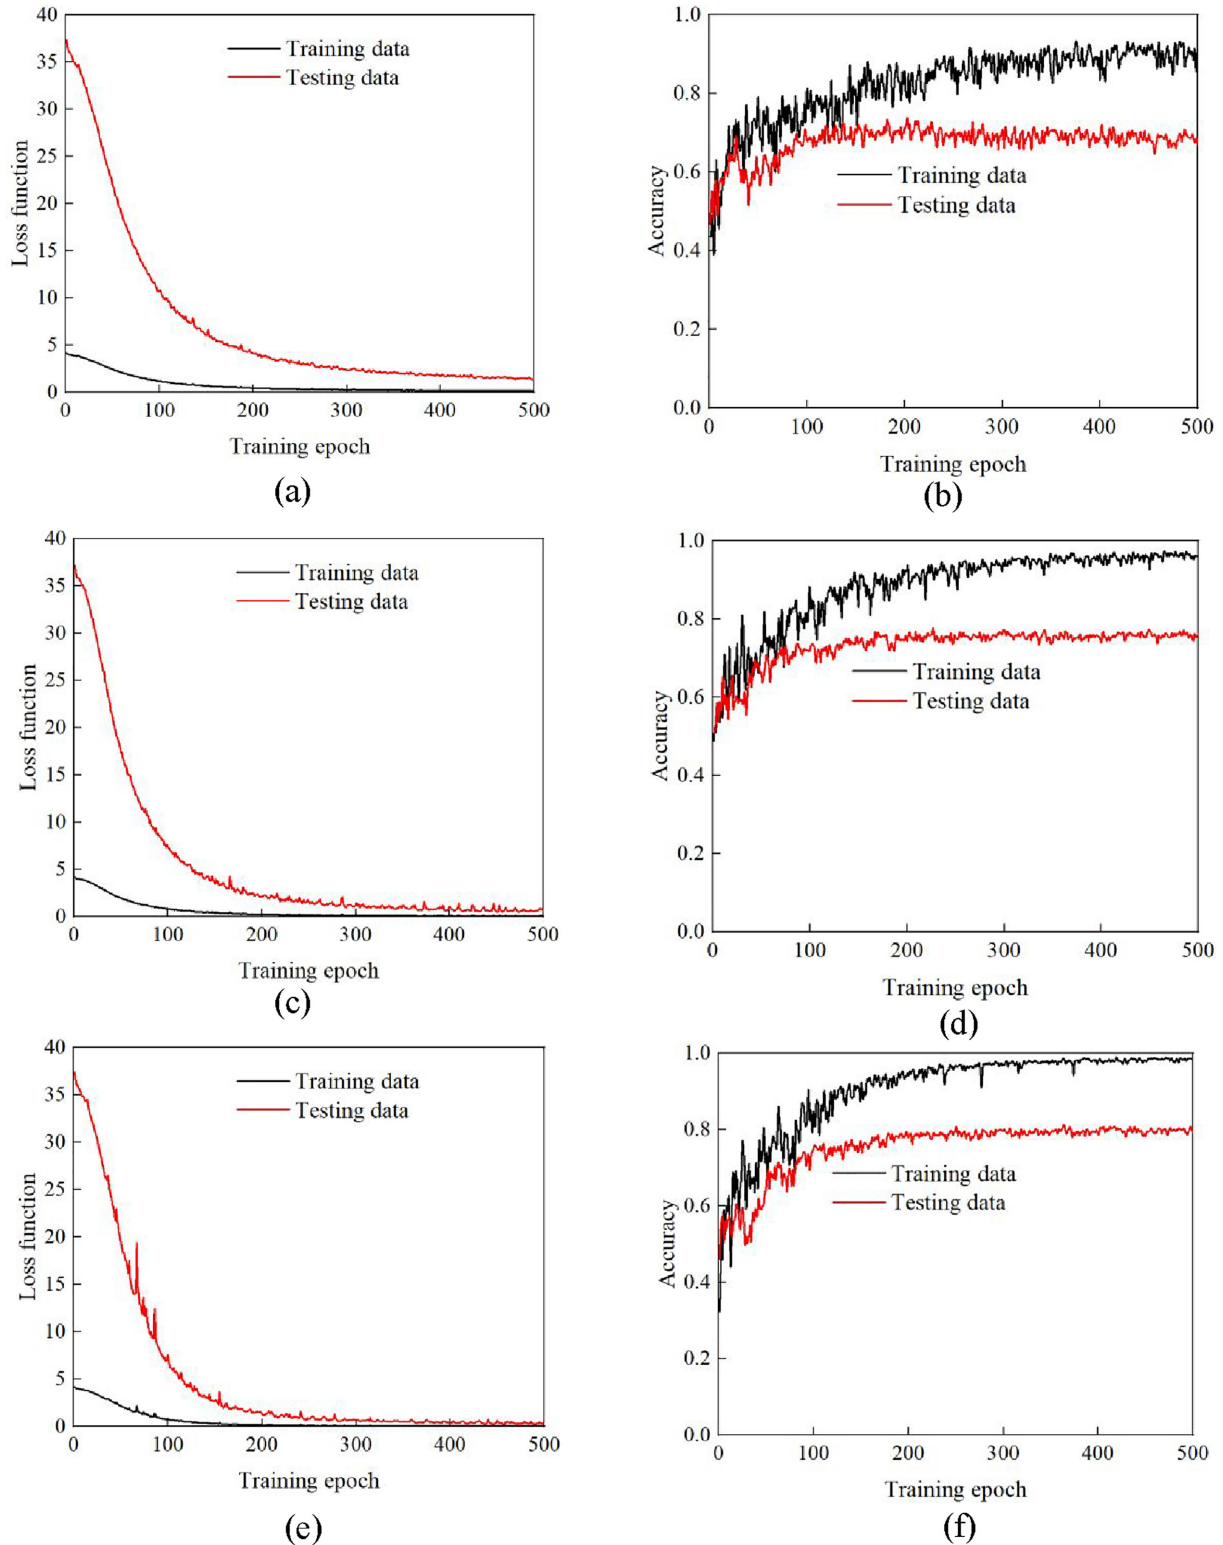 40
35
30
25
20
15
10
5
0
Loss function
Training data
Testing data
0 100 200 300 400 500
Training epoch
(a)
1.0
0.8
0.6
0.4
0.2
0.0
Accuracy
Training data
Testing data
0 100 200 300 400 500
Training epoch
(b)
40
35
30
25
20
15
10
5
0
Loss function
Training data
Testing data
0 100 200 300 400 500
Training epoch
(c)
1.0
0.8
0.6
0.4
0.2
0.0
Accuracy
Training data
Testing data
0 100 200 300 400 500
Training epoch
(d)
40
35
30
25
20
15
10
5
0
Loss function
Training data
Testing data
0 100 200 300 400 500
Training epoch
(e)
1.0
0.8
0.6
0.4
0.2
0.0
Accuracy
Training data
Testing data
0 100 200 300 400 500
Training epoch
(f)